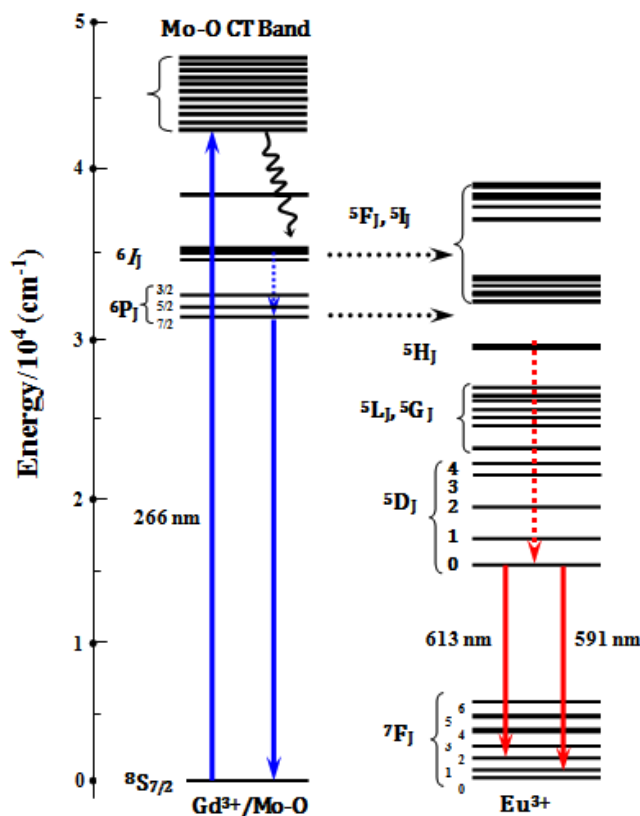 Mo-O CT Band
5
4
3
2
1
0
Energy/10⁴ (cm⁻¹)
⁶I_J
⁶P_J
3/2
5/2
7/2
266 nm
⁸S₇/₂
Gd³⁺/Mo-O
⁵F_J, ⁵I_J
⁵H_J
⁵L_J, ⁵G_J
⁵D_J
4
3
2
1
0
613 nm
591 nm
⁷F_J
6
5
4
3
2
1
0
Eu³⁺